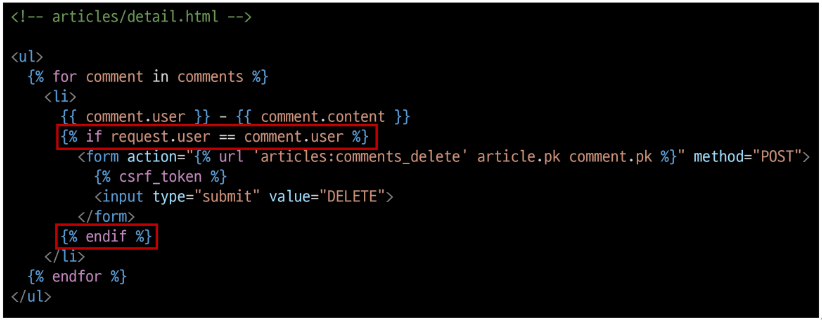 <!-- articles/detail.html -->
<ul>
{% for comment in comments %}
<li>
{{ comment.user }} - {{ comment.content }}
{% if request.user == comment.user %}
<form action="{% url 'articles:comments_delete' article.pk comment.pk %}" method="POST">
{% csrf_token %}
<input type="submit" value="DELETE">
</form>
{% endif %}
</li>
{% endfor %}
</ul>